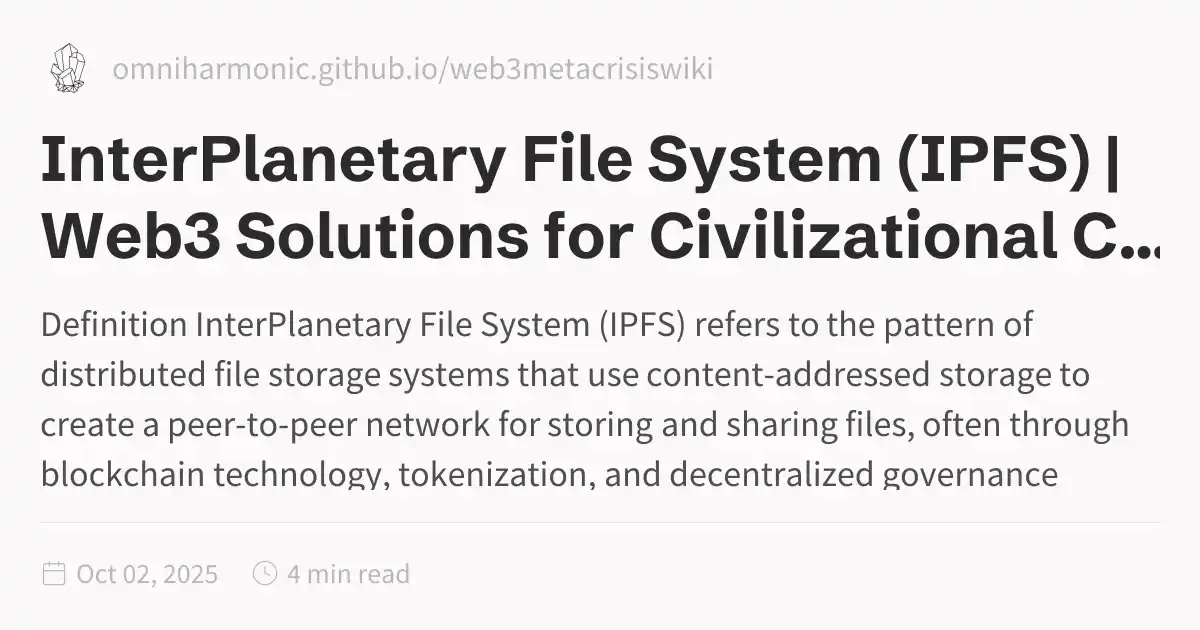 omniharmonic.github.io/web3metacrisiswiki
InterPlanetary File System (IPFS) |
Web3 Solutions for Civilizational C...
Definition InterPlanetary File System (IPFS) refers to the pattern of
distributed file storage systems that use content-addressed storage to
create a peer-to-peer network for storing and sharing files, often through
blockchain technology, tokenization, and decentralized governance
Oct 02, 2025 4 min read